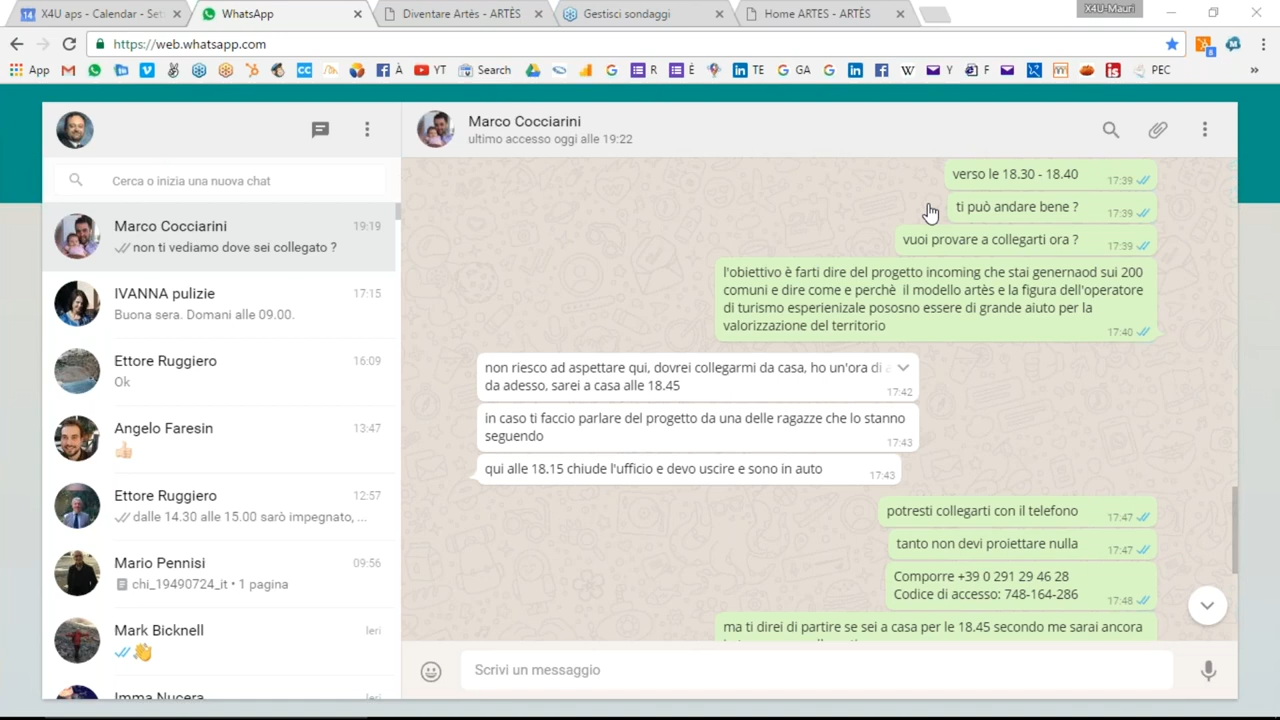 X4U aps - Calendar - Set
WhatsApp
Diventare Artès - ARTÈS
Gestisci sondaggi
Home ARTES - ARTÈS
X4U-Mauri
https://web.whatsapp.com
App
À
YT
Search
R
È
TE
GA
Y
F
PEC
»
Marco Cocciarini
ultimo accesso oggi alle 19:22
Cerca o inizia una nuova chat
Marco Cocciarini
19:19
non ti vediamo dove sei collegato ?
IVANNA pulizie
17:15
Buona sera. Domani alle 09.00.
Ettore Ruggiero
16:09
Ok
Angelo Faresin
13:47
Ettore Ruggiero
12:57
dalle 14.30 alle 15.00 sarò impegnato, ...
Mario Pennisi
09:56
chi_19490724_it • 1 pagina
Mark Bicknell
Ieri
Imma Nucera
Ieri
verso le 18.30 - 18.40
17:39
ti può andare bene ?
17:39
vuoi provare a collegarti ora ?
17:39
l'obiettivo è farti dire del progetto incoming che stai genernaod sui 200
comuni e dire come e perchè il modello artès e la figura dell'operatore
di turismo esperienizale pososno essere di grande aiuto per la
valorizzazione del territorio
17:40
non riesco ad aspettare qui, dovrei collegarmi da casa, ho un'ora di
da adesso, sarei a casa alle 18.45
17:42
in caso ti faccio parlare del progetto da una delle ragazze che lo stanno
seguendo
17:43
qui alle 18.15 chiude l'ufficio e devo uscire e sono in auto
17:43
potresti collegarti con il telefono
17:47
tanto non devi proiettare nulla
17:47
Comporre +39 0 291 29 46 28
Codice di accesso: 748-164-286
17:48
ma ti direi di partire se sei a casa per le 18.45 secondo me sarai ancora
Scrivi un messaggio